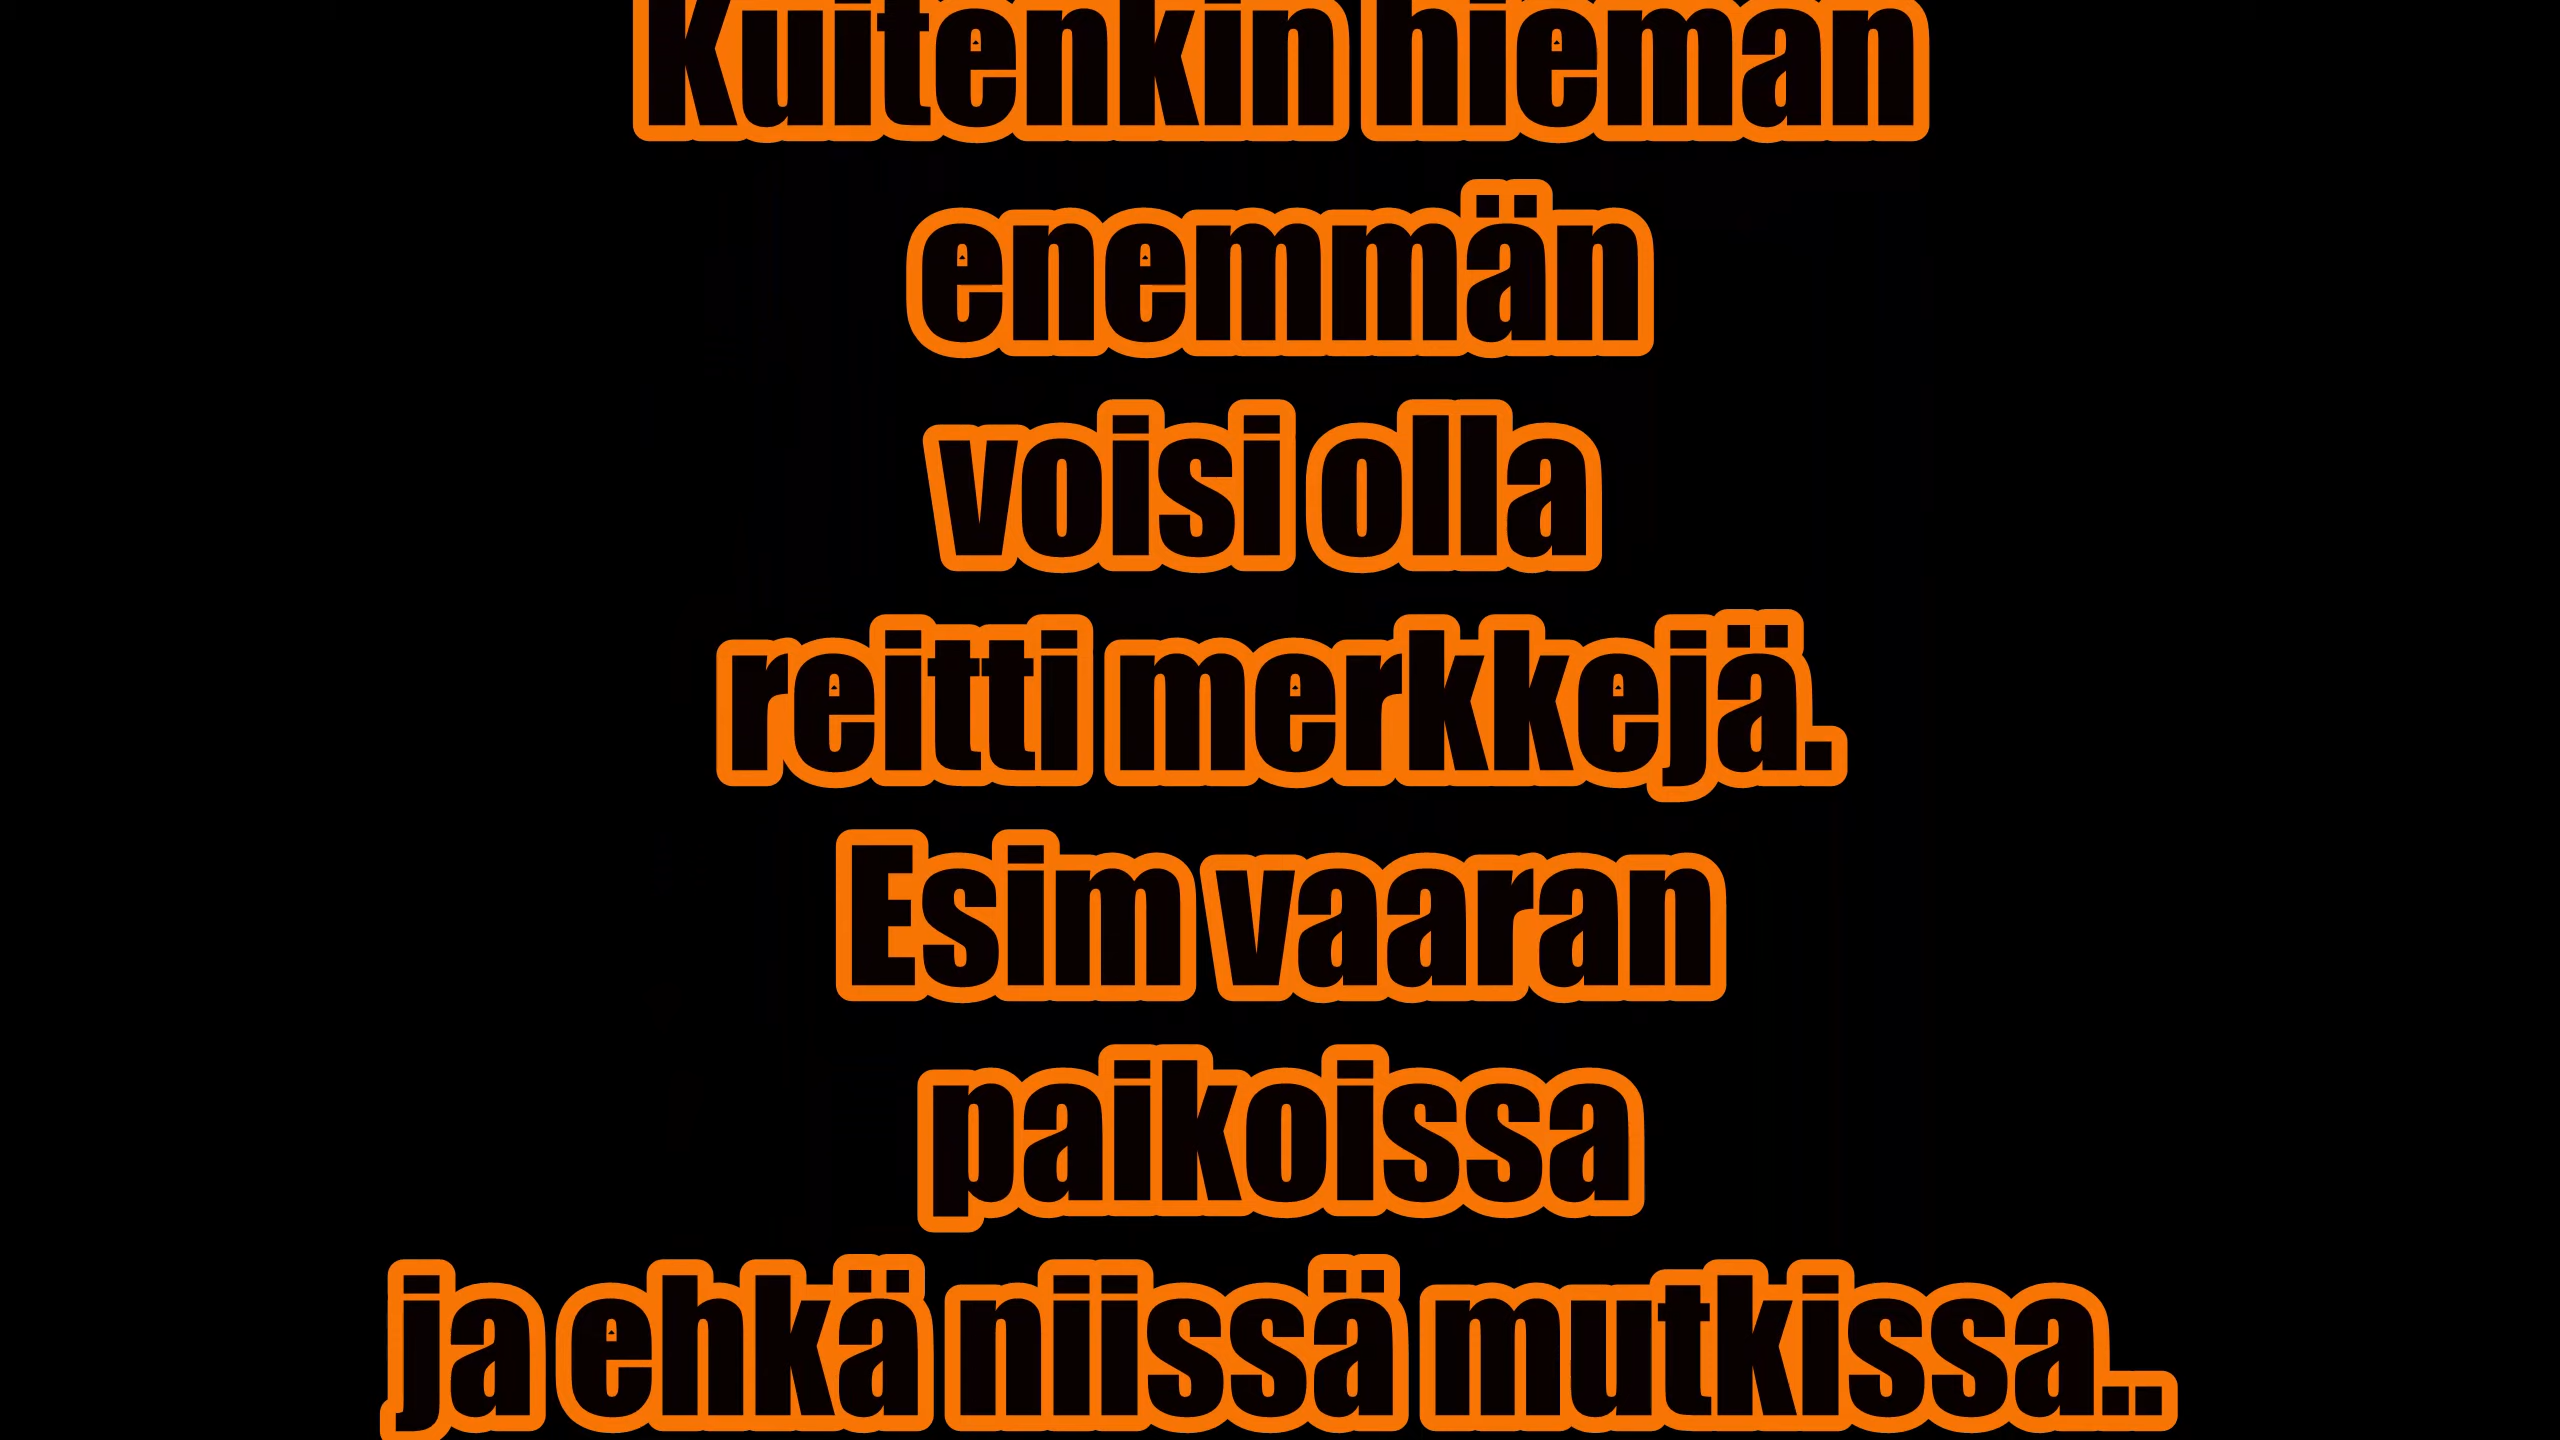 Kuitenkin hieman
enemmän
voisi olla
reitti merkkejä.
Esim vaaran
paikoissa
ja ehkä niissä mutkissa..